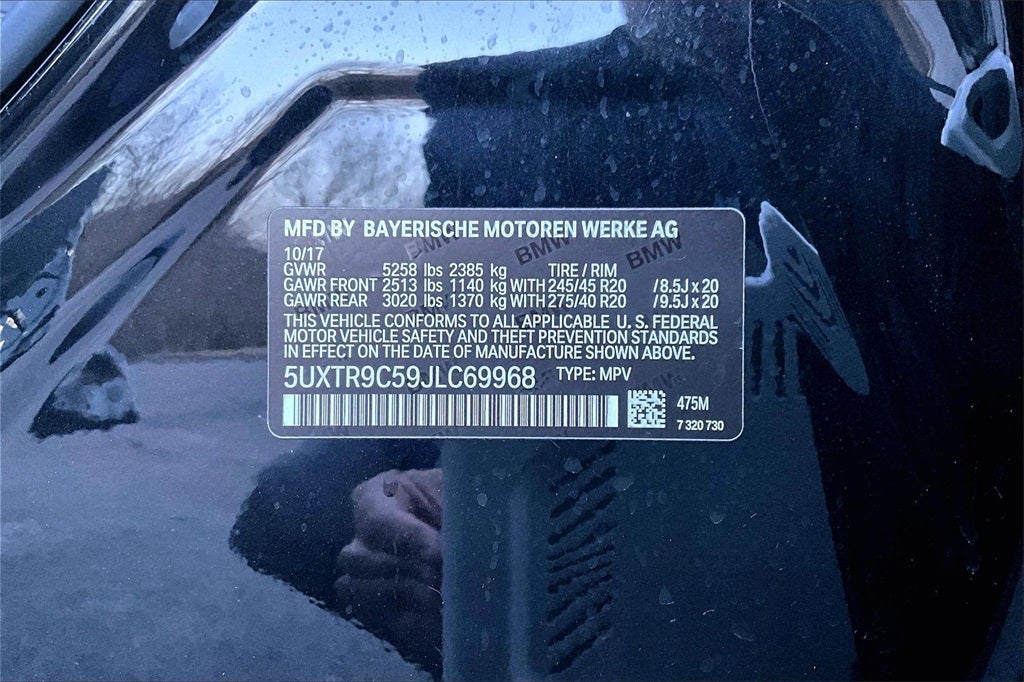 MFD BY BAYERISCHE MOTOREN WERKE AG
BMW BMW BMW
10/17
GVWR 5258 lbs 2385 kg TIRE / RIM
GAWR FRONT 2513 lbs 1140 kg WITH 245/45 R20 /8.5J x 20
GAWR REAR 3020 lbs 1370 kg WITH 275/40 R20 /9.5J x 20
THIS VEHICLE CONFORMS TO ALL APPLICABLE U. S. FEDERAL
MOTOR VEHICLE SAFETY AND THEFT PREVENTION STANDARDS
IN EFFECT ON THE DATE OF MANUFACTURE SHOWN ABOVE.
5UXTR9C59JLC69968 TYPE: MPV
475M
7 320 730